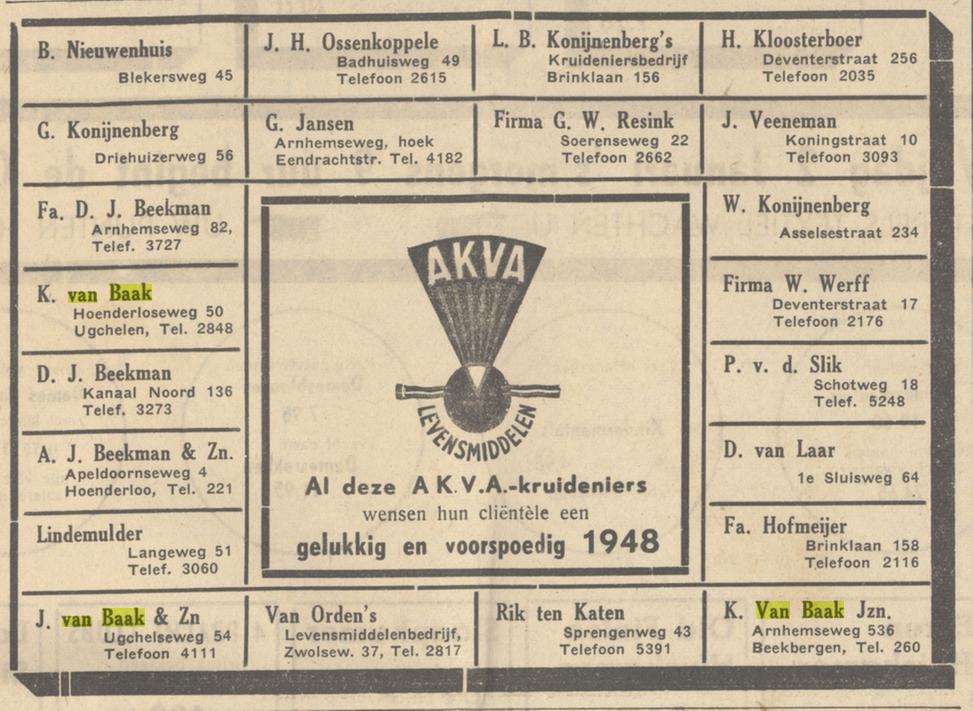 B. Nieuwenhuis
Blekersweg 45
J. H. Ossenkoppele
Badhuisweg 49
Telefoon 2615
L. B. Konijnenberg's
Kruideniersbedrijf
Brinklaan 156
H. Kloosterboer
Deventerstraat 256
Telefoon 2035
G. Konijnenberg
Driehuizerweg 56
G. Jansen
Arnhemseweg, hoek
Eendrachtstr. Tel. 4182
Firma G. W. Resink
Soerenseweg 22
Telefoon 2662
J. Veeneman
Koningstraat 10
Telefoon 3093
Fa. D. J. Beekman
Arnhemseweg 82,
Telef. 3727
K. van Baak
Hoenderloseweg 50
Ugchelen, Tel. 2848
D. J. Beekman
Kanaal Noord 136
Telef. 3273
A. J. Beekman & Zn.
Apeldoornseweg 4
Hoenderloo, Tel. 221
Lindemulder
Langeweg 51
Telef. 3060
AKVA
LEVENSMIDDELEN
Al deze A.K.V.A.-kruideniers
wensen hun cliëntèle een
gelukkig en voorspoedig 1948
W. Konijnenberg
Asselsestraat 234
Firma W. Werff
Deventerstraat 17
Telefoon 2176
P. v. d. Slik
Schotweg 18
Telef. 5248
D. van Laar
1e Sluisweg 64
Fa. Hofmeijer
Brinklaan 158
Telefoon 2116
J. van Baak & Zn
Ugchelseweg 54
Telefoon 4111
Van Orden's
Levensmiddelenbedrijf,
Zwolsew. 37, Tel. 2817
Rik ten Katen
Sprengenweg 43
Telefoon 5391
K. Van Baak Jzn.
Arnhemseweg 536
Beekbergen, Tel. 260